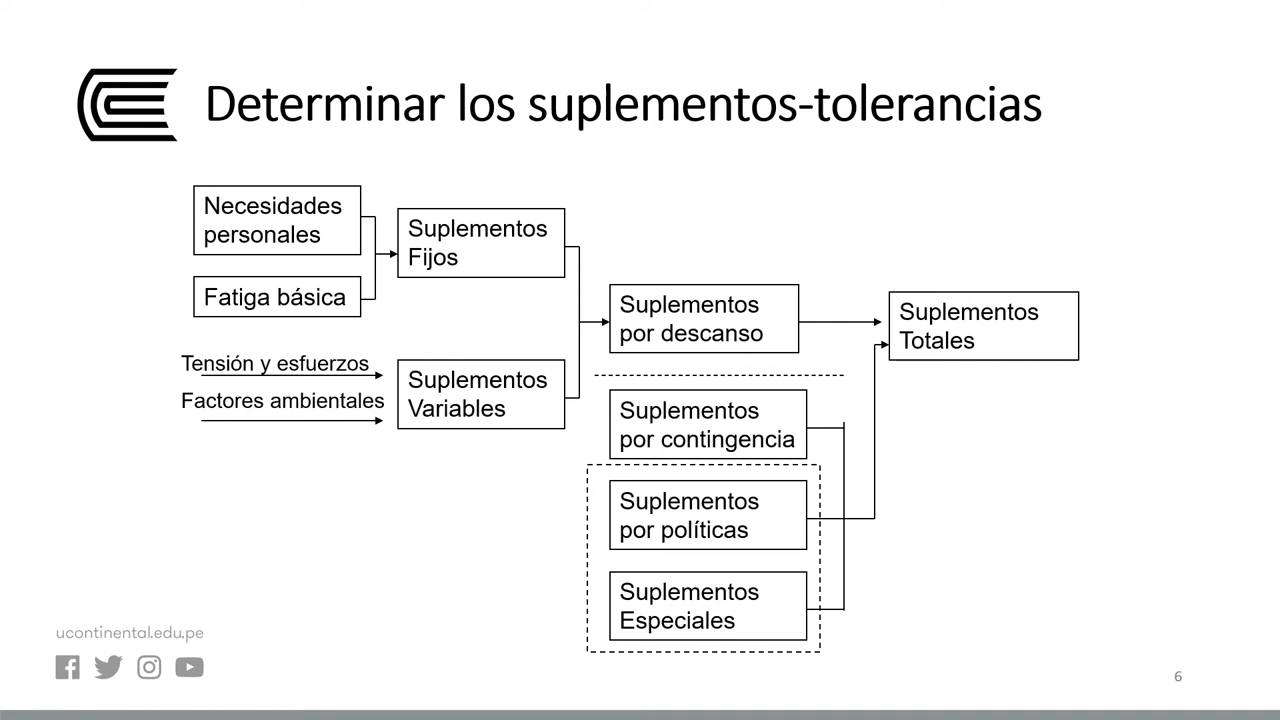 Determinar los suplementos-tolerancias
Necesidades
personales
Fatiga básica
Suplementos
Fijos
Tensión y esfuerzos
Factores ambientales
Suplementos
Variables
Suplementos
por descanso
Suplementos
Totales
Suplementos
por contingencia
Suplementos
por políticas
Suplementos
Especiales
ucontinental.edu.pe
6